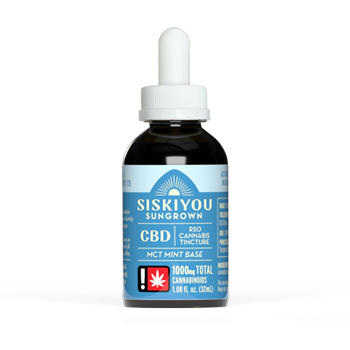 SISKIYOU
SUNGROWN
CBD
RSO
CANNABIS
TINCTURE
MCT MINT BASE
1000mg TOTAL
CANNABINOIDS
1.08 fl. oz (32ml)
!